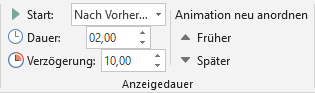 Start: Nach Vorher...
Dauer: 02,00
Verzögerung: 10,00
Animation neu anordnen
Früher
Später
Anzeigedauer